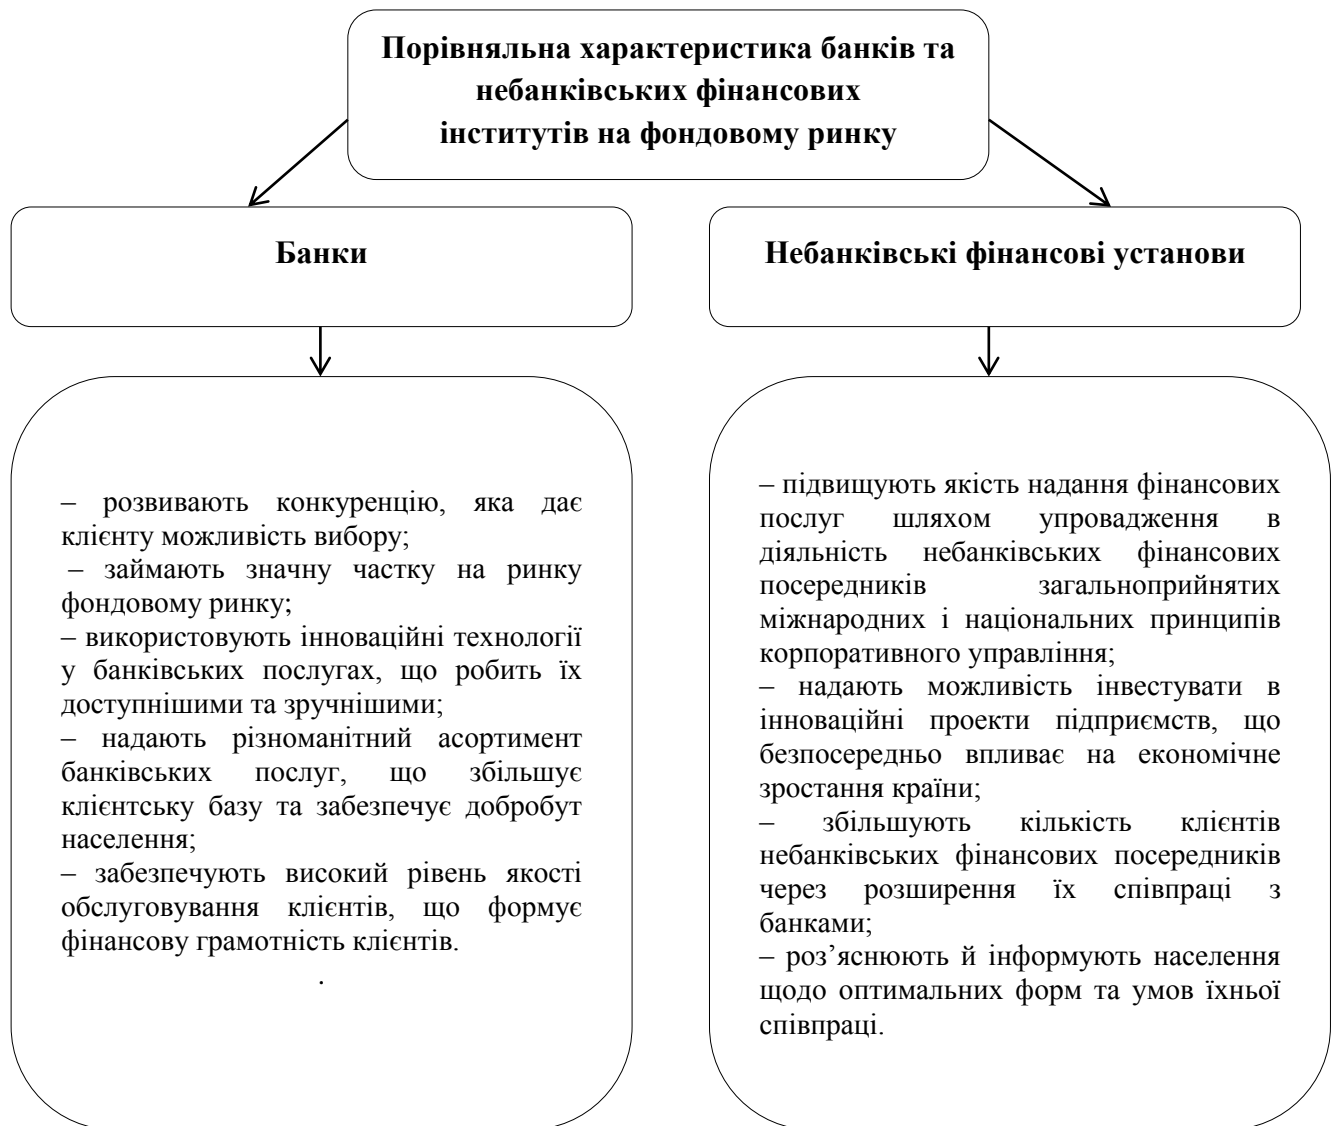 Порівняльна характеристика банків та
небанківських фінансових
інститутів на фондовому ринку
Банки
Небанківські фінансові установи
– розвивають конкуренцію, яка дає
клієнту можливість вибору;
– займають значну частку на ринку
фондовому ринку;
– використовують інноваційні технології
у банківських послугах, що робить їх
доступнішими та зручнішими;
– надають різноманітний асортимент
банківських послуг, що збільшує
клієнтську базу та забезпечує добробут
населення;
– забезпечують високий рівень якості
обслуговування клієнтів, що формує
фінансову грамотність клієнтів.
.
– підвищують якість надання фінансових
послуг шляхом упровадження в
діяльність небанківських фінансових
посередників загальноприйнятих
міжнародних і національних принципів
корпоративного управління;
– надають можливість інвестувати в
інноваційні проекти підприємств, що
безпосередньо впливає на економічне
зростання країни;
– збільшують кількість клієнтів
небанківських фінансових посередників
через розширення їх співпраці з
банками;
– роз’яснюють й інформують населення
щодо оптимальних форм та умов їхньої
співпраці.